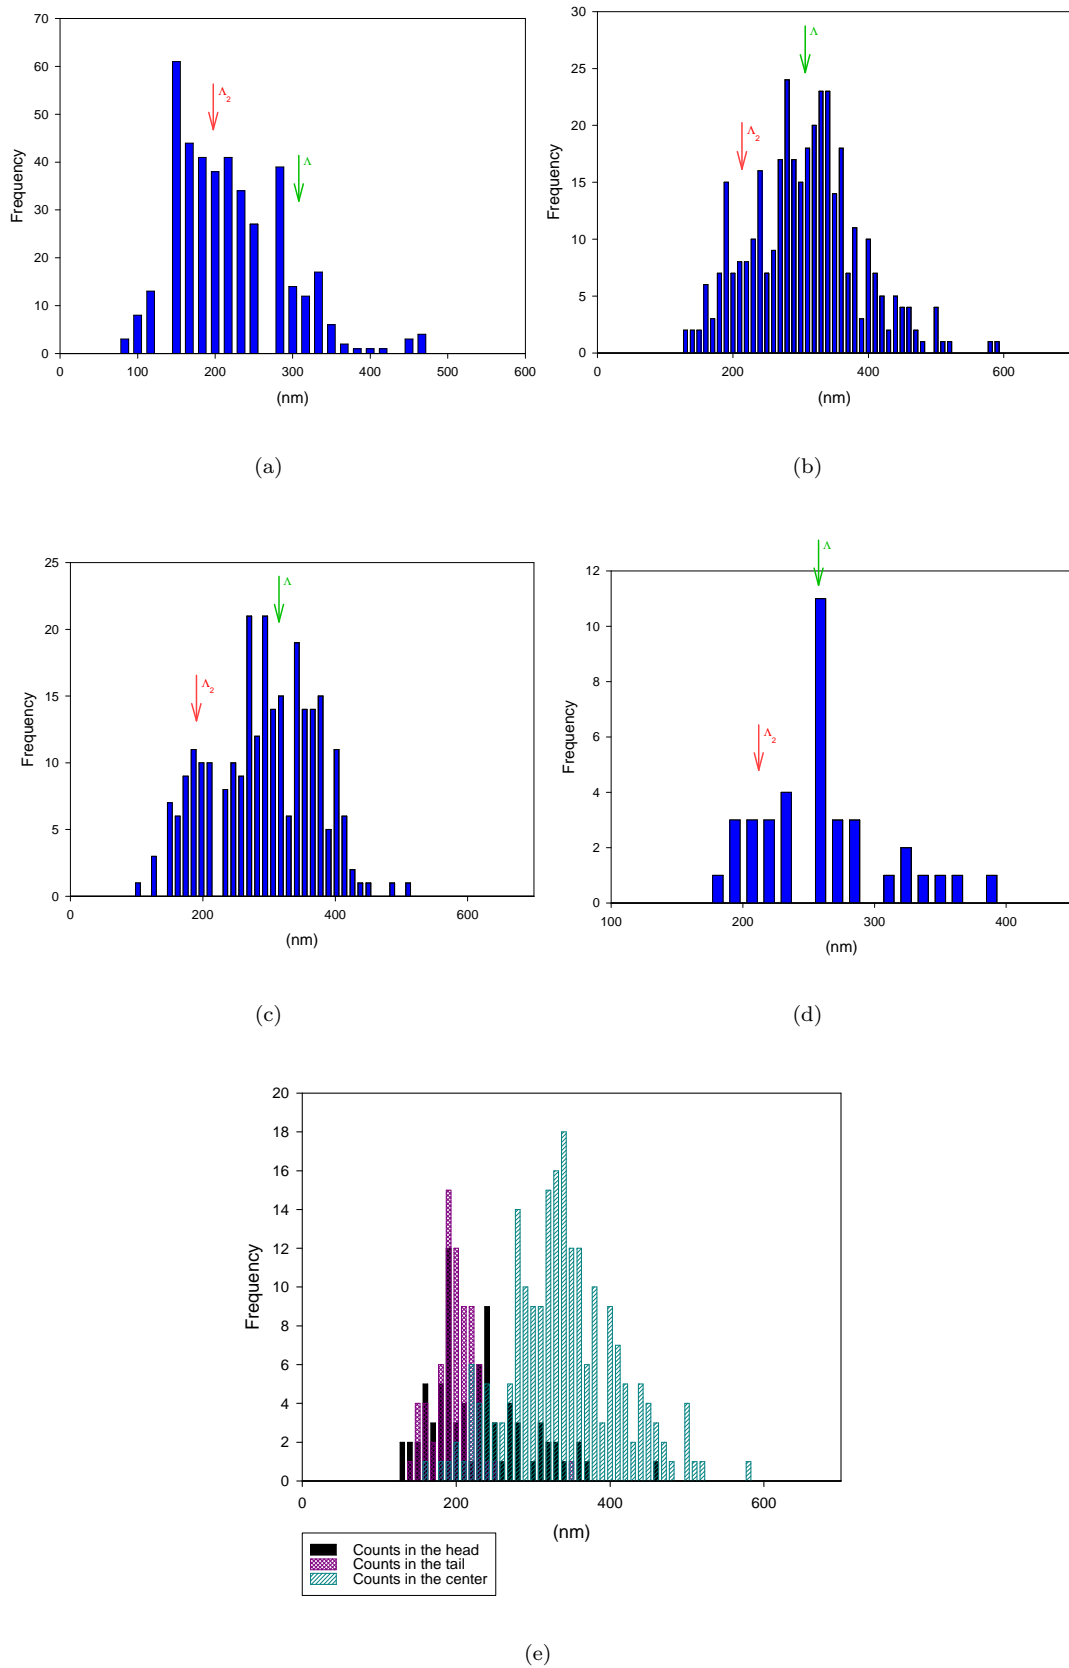 70
60
50
40
30
20
10
0
Frequency
Λ2
Λ
0 100 200 300 400 500 600
(nm)
(a)
30
25
20
15
10
5
0
Frequency
Λ2
Λ
0 200 400 600
(nm)
(b)
25
20
15
10
5
0
Frequency
Λ2
Λ
0 200 400 600
(nm)
(c)
12
10
8
6
4
2
0
Frequency
Λ2
Λ
100 200 300 400
(nm)
(d)
20
18
16
14
12
10
8
6
4
2
0
Frequency
0 200 400 600
(nm)
Counts in the head
Counts in the tail
Counts in the center
(e)